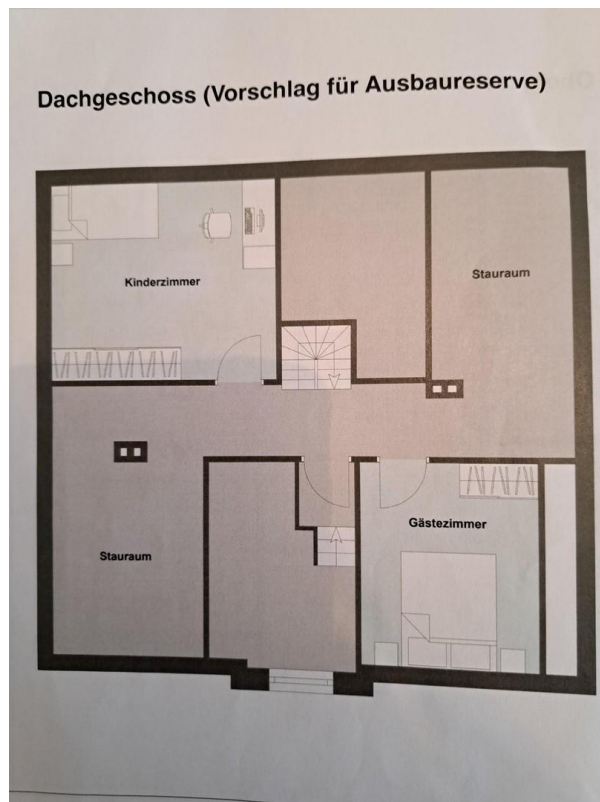 Dachgeschoss (Vorschlag für Ausbaureserve)
Kinderzimmer
Stauraum
Stauraum
Gästezimmer